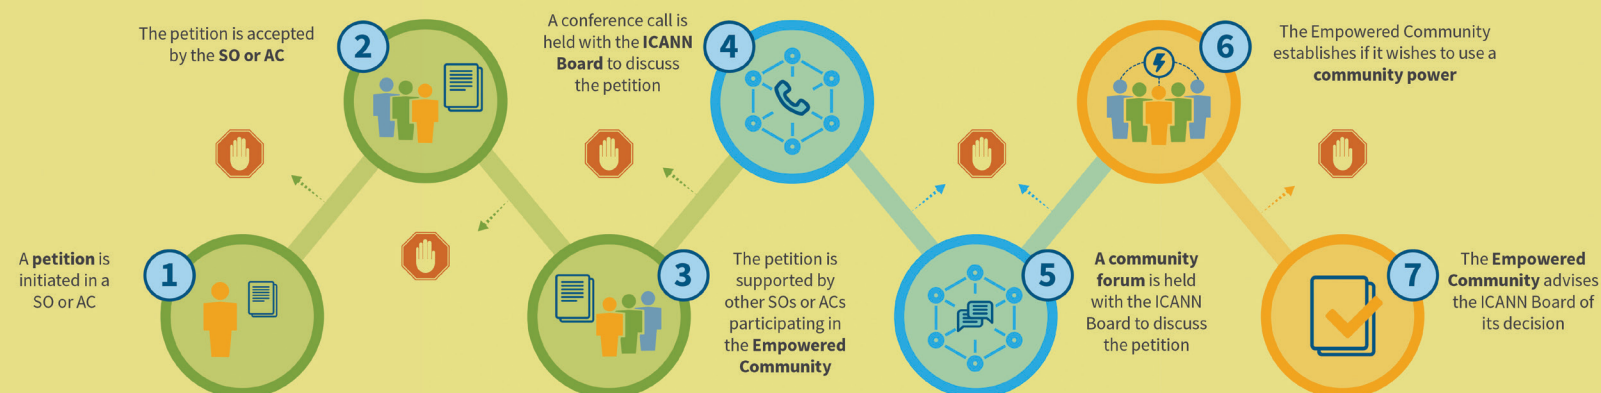 1
A petition is
initiated in a
SO or AC
2
The petition is accepted
by the SO or AC
3
The petition is
supported by
other SOs or ACs
participating in
the Empowered
Community
4
A conference call is
held with the ICANN
Board to discuss
the petition
5
A community
forum is held
with the ICANN
Board to discuss
the petition
6
The Empowered Community
establishes if it wishes to use a
community power
7
The Empowered
Community advises
the ICANN Board of
its decision